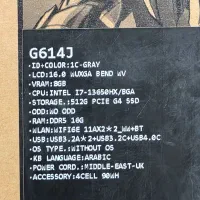 G614J
·ID+COLOR:1C-GRAY
·LCD:16.0 WUXGA BEND WV
·VRAM:8GB
·CPU:INTEL I7-13650HX/BGA
·STORAGE:512G PCIE G4 SSD
·ODD:WO ODD
·RAM:DDR5 16G
·WLAN:WIFI6E 11AX2*2_WW+BT
·USB:USB3.2A*2+USB3.2C+USB4.0C
·OS TYPE:WITHOUT OS
·KB LANGUAGE:ARABIC
·POWER CORD.:MIDDLE-EAST-UK
·ACCESSORY:4CELL 90WH